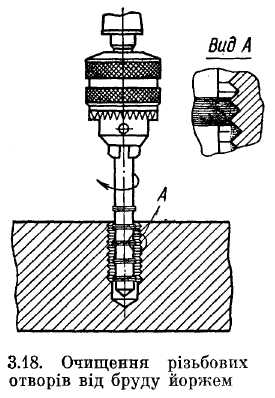 Вид А
А
3.18. Очищення різьбових
отворів від бруду йоржем